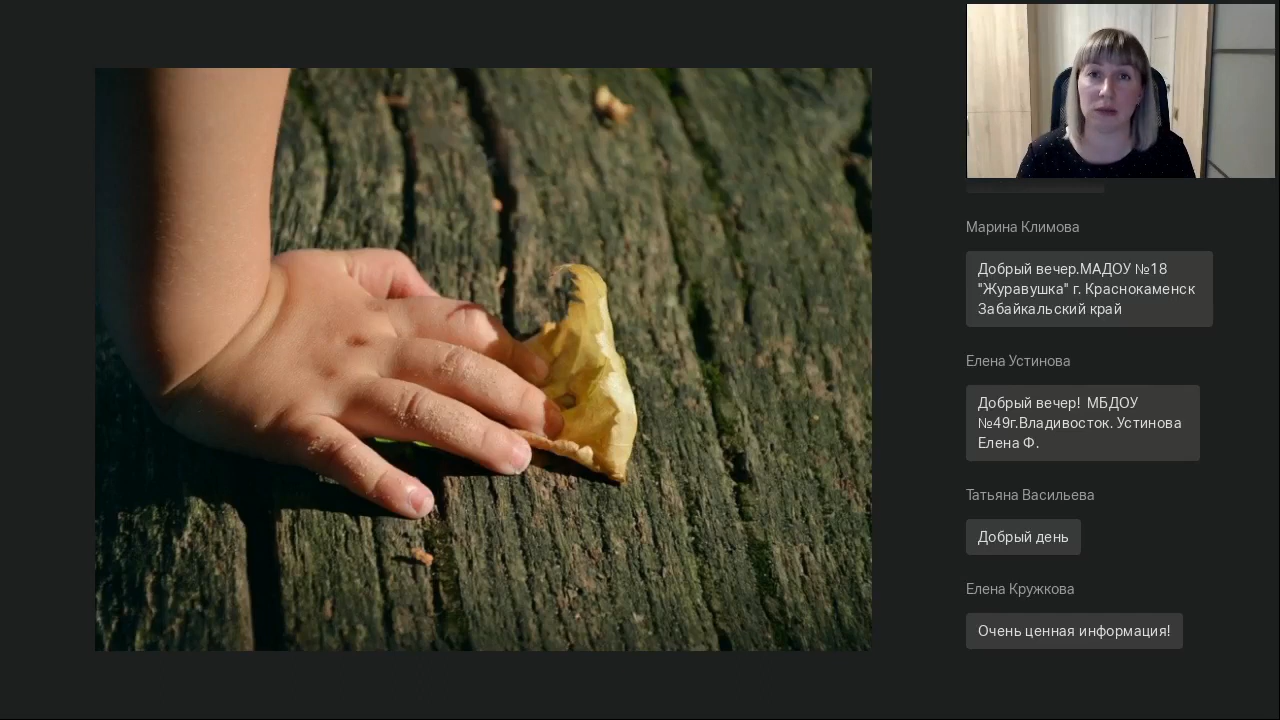 Марина Климова
Добрый вечер.МАДОУ №18
"Журавушка" г. Краснокаменск
Забайкальский край
Елена Устинова
Добрый вечер!  МБДОУ
№49г.Владивосток. Устинова
Елена Ф.
Татьяна Васильева
Добрый день
Елена Кружкова
Очень ценная информация!